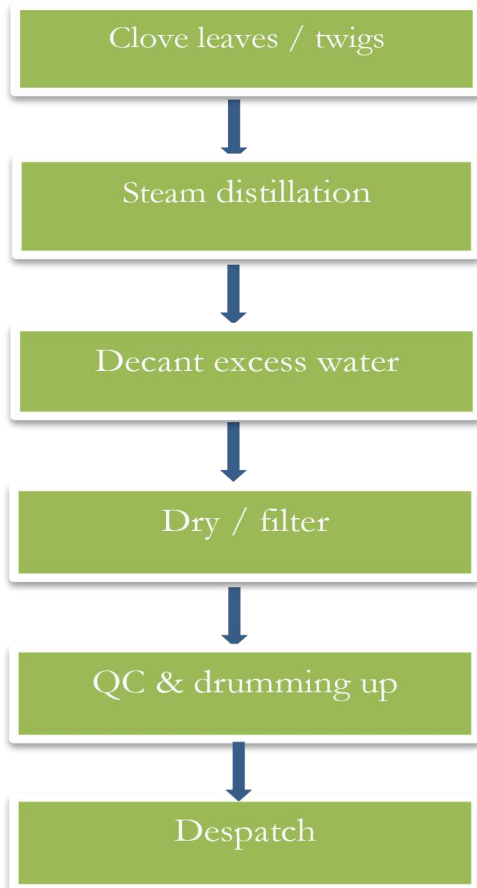 Clove leaves / twigs
Steam distillation
Decant excess water
Dry / filter
QC & drumming up
Despatch